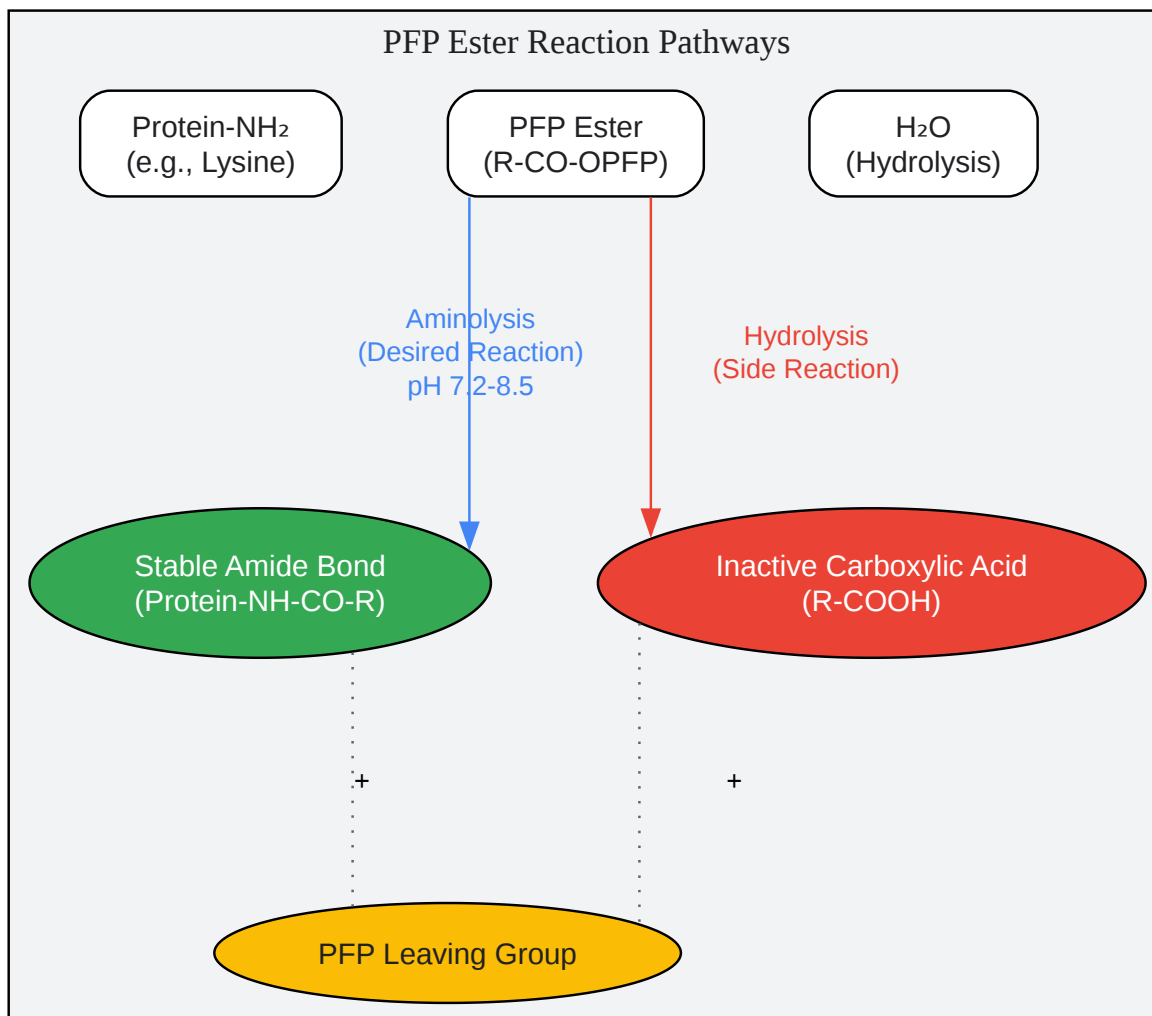 PFP Ester Reaction Pathways
Protein-NH₂
(e.g., Lysine)
PFP Ester
(R-CO-OPFP)
H₂O
(Hydrolysis)
Aminolysis
(Desired Reaction)
pH 7.2-8.5
Hydrolysis
(Side Reaction)
Stable Amide Bond
(Protein-NH-CO-R)
Inactive Carboxylic Acid
(R-COOH)
+
+
PFP Leaving Group